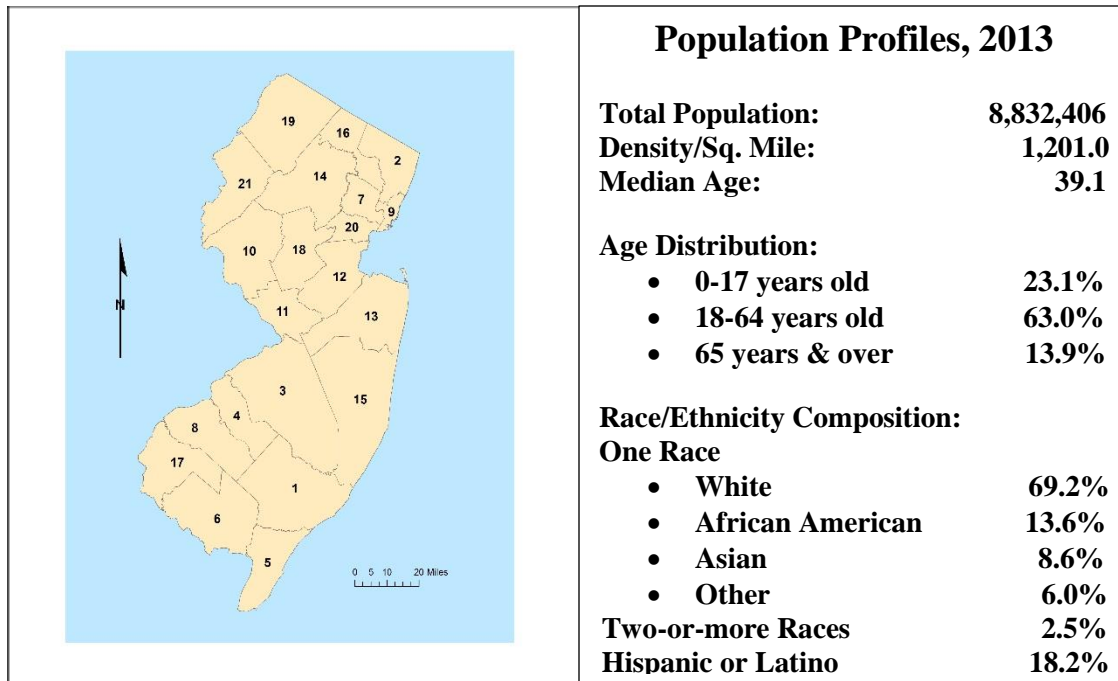 19
16
2
14
21
7
9
20
10
18
12
11
13
N
3
15
4
8
17
1
6
5
0 5 10 20 Miles
Population Profiles, 2013
Total Population: 8,832,406
Density/Sq. Mile: 1,201.0
Median Age: 39.1
Age Distribution:
• 0-17 years old 23.1%
• 18-64 years old 63.0%
• 65 years & over 13.9%
Race/Ethnicity Composition:
One Race
• White 69.2%
• African American 13.6%
• Asian 8.6%
• Other 6.0%
Two-or-more Races 2.5%
Hispanic or Latino 18.2%